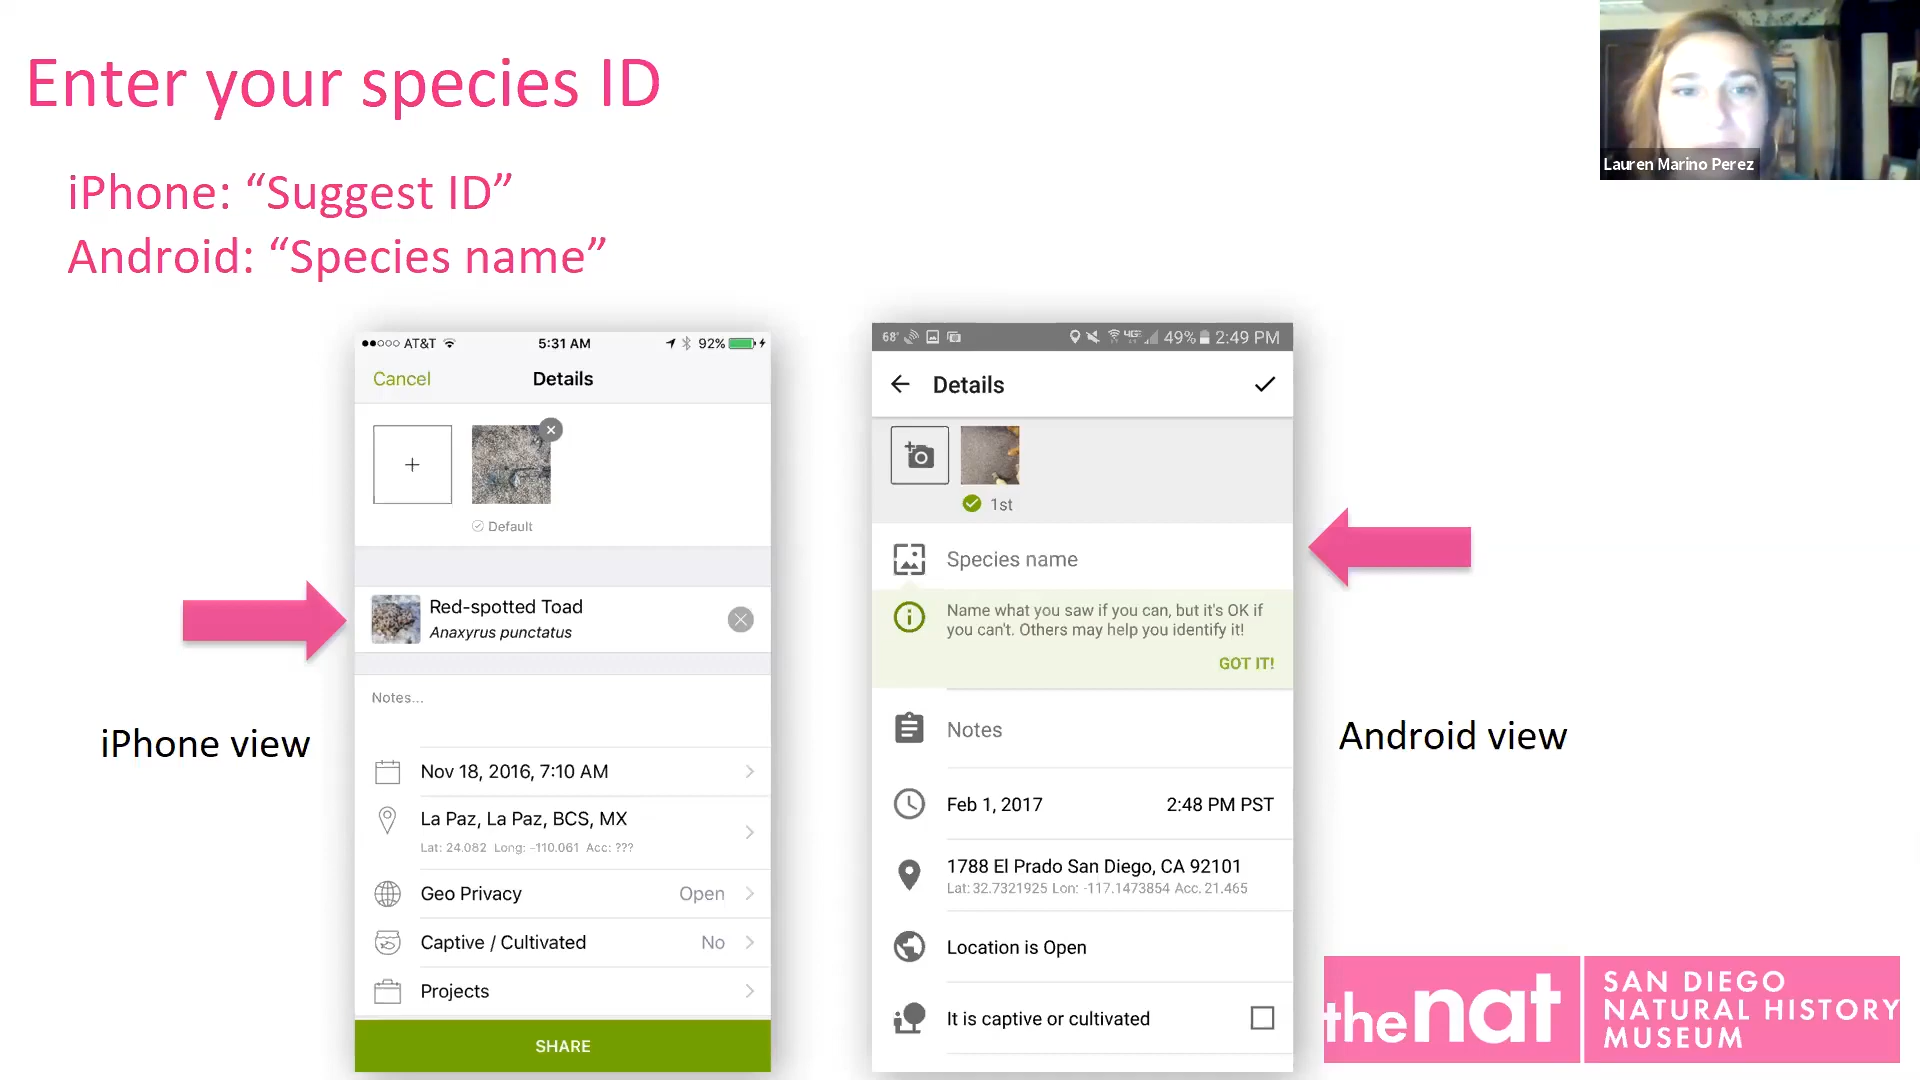 Enter your species ID
Lauren Marino Perez
iPhone: “Suggest ID”
Android: “Species name”
AT&T 5:31 AM 92%
Cancel Details
Default
Red-spotted Toad
Anaxyrus punctatus
Notes...
Nov 18, 2016, 7:10 AM
La Paz, La Paz, BCS, MX
Lat: 24.082 Long: -110.061 Acc: ???
Geo Privacy Open
Captive / Cultivated No
Projects
SHARE
iPhone view
68° 4G 49% 2:49 PM
Details
1st
Species name
Name what you saw if you can, but it's OK if
you can't. Others may help you identify it!
GOT IT!
Notes
Feb 1, 2017 2:48 PM PST
1788 El Prado San Diego, CA 92101
Lat: 32.7321925 Lon: -117.1473854 Acc. 21.465
Location is Open
It is captive or cultivated
Android view
the nat
SAN DIEGO
NATURAL HISTORY
MUSEUM